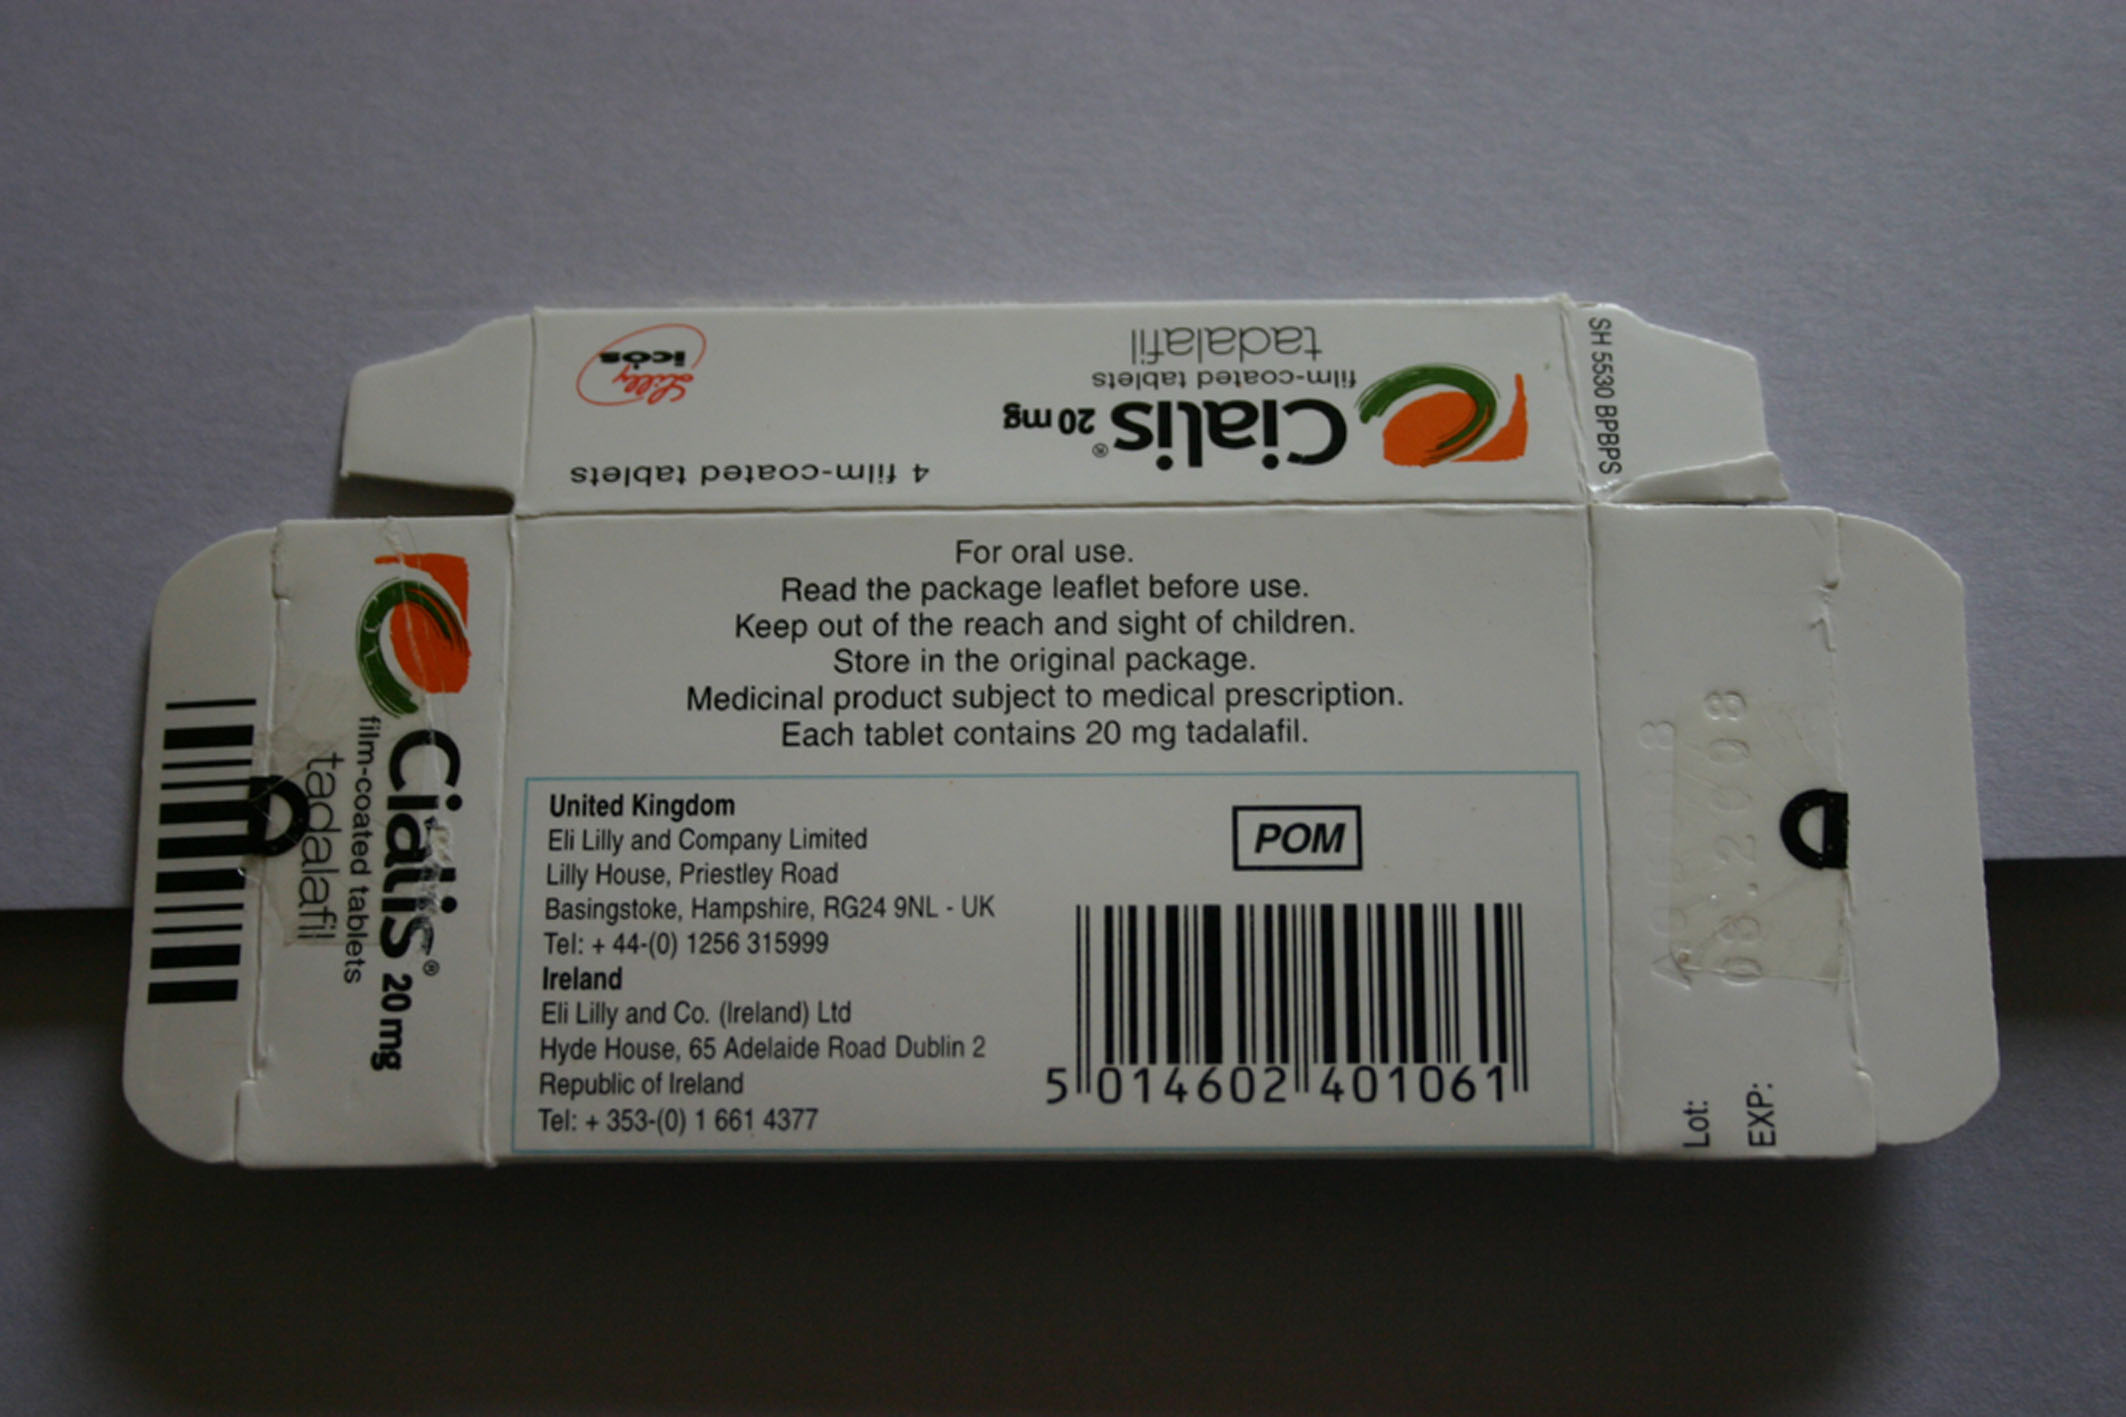 4 film-coated tablets
Cialis® 20 mg
film-coated tablets
tadalafil
Lilly
icos
SH 5530 BPBPS
For oral use.
Read the package leaflet before use.
Keep out of the reach and sight of children.
Store in the original package.
Medicinal product subject to medical prescription.
Each tablet contains 20 mg tadalafil.
Cialis® 20 mg
film-coated tablets
tadalafil
United Kingdom
Eli Lilly and Company Limited
Lilly House, Priestley Road
Basingstoke, Hampshire, RG24 9NL - UK
Tel: + 44-(0) 1256 315999
Ireland
Eli Lilly and Co. (Ireland) Ltd
Hyde House, 65 Adelaide Road Dublin 2
Republic of Ireland
Tel: + 353-(0) 1 661 4377
POM
5 014602 401061
Lot:
EXP: 03.2008